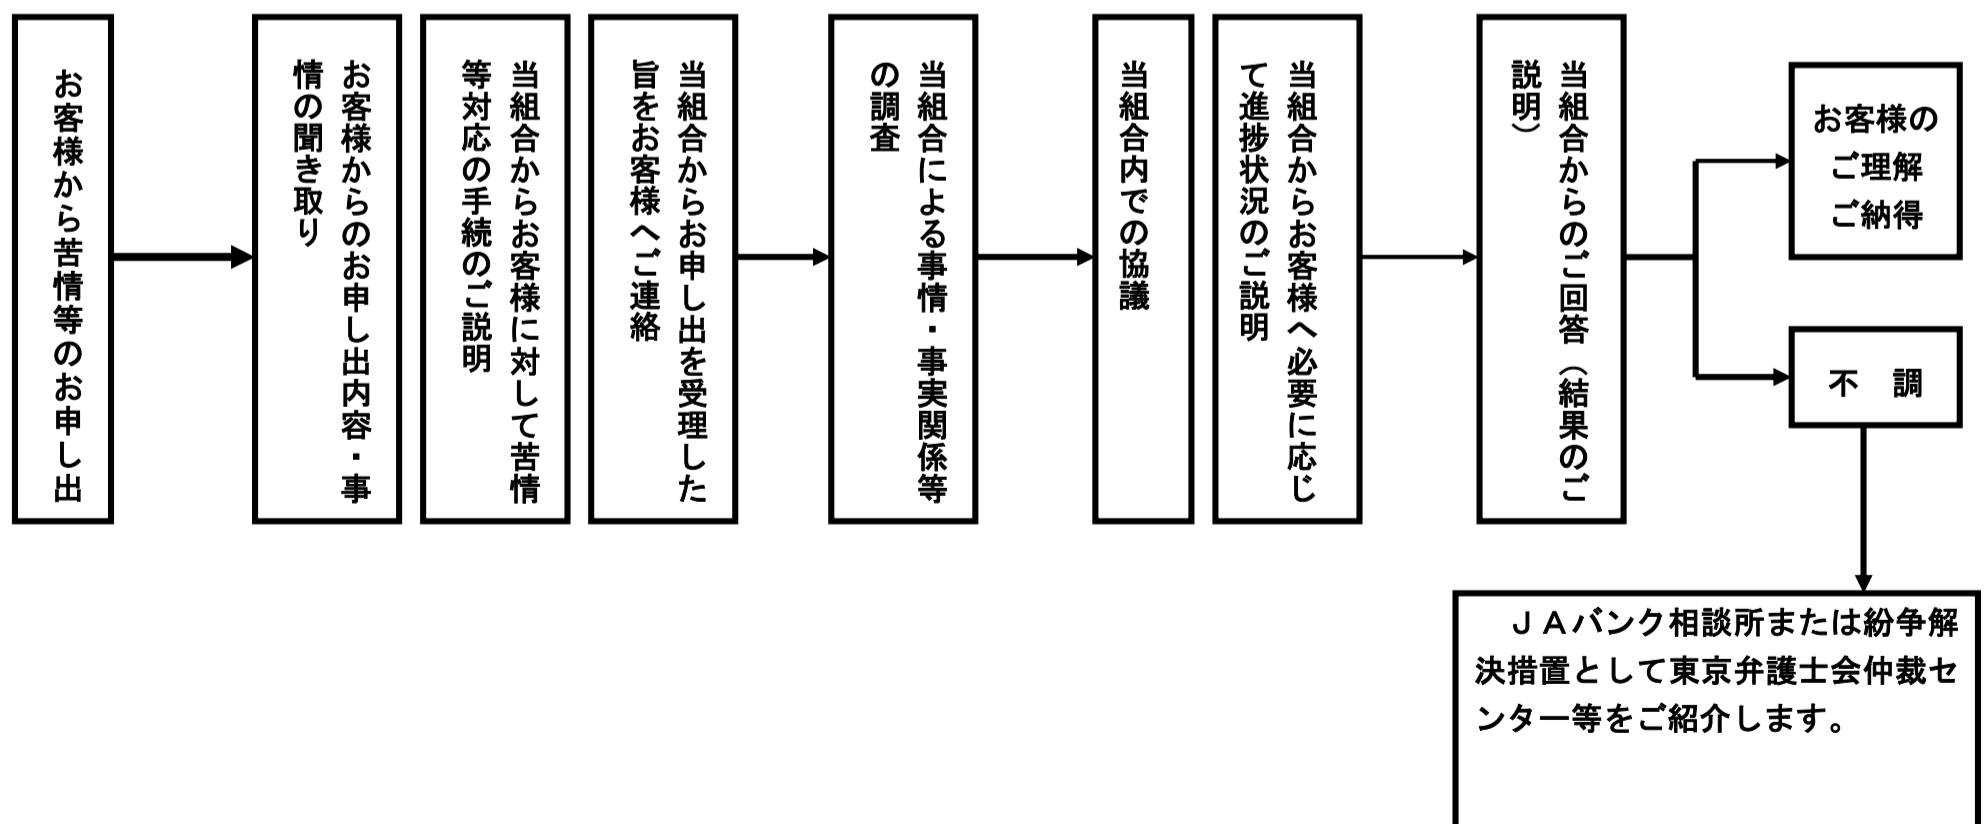 お客様から苦情等のお申し出
お客様からのお申し出内容・事
情の聞き取り
当組合からお客様に対して苦情
等対応の手続のご説明
当組合からお申し出を受理した
旨をお客様へご連絡
当組合による事情・事実関係等
の調査
当組合内での協議
当組合からお客様へ必要に応じ
て進捗状況のご説明
当組合からのご回答（結果のご
説明）
お客様の
ご理解
ご納得
不　調
　ＪＡバンク相談所または紛争解
決措置として東京弁護士会仲裁セ
ンター等をご紹介します。